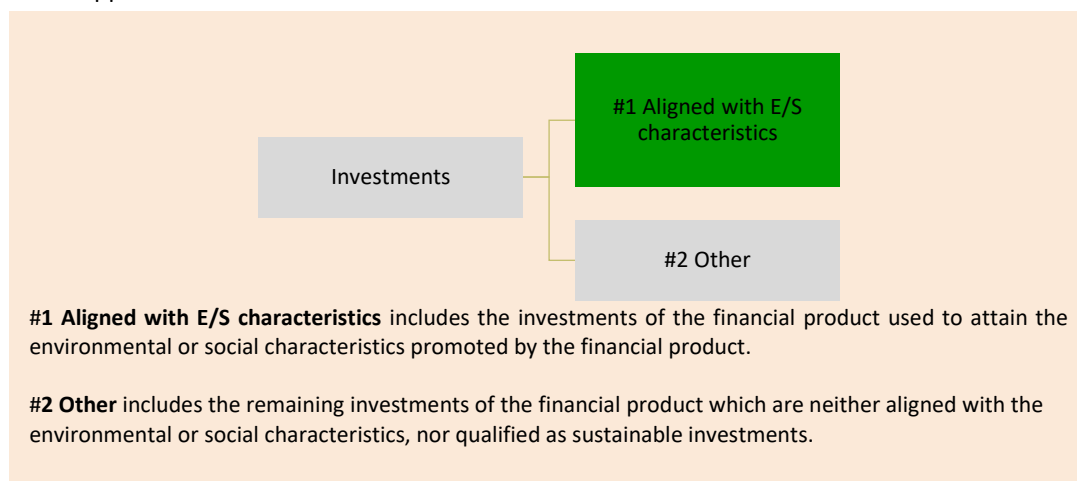 #1 Aligned with E/S
characteristics
Investments
#2 Other
#1 Aligned with E/S characteristics includes the investments of the financial product used to attain the
environmental or social characteristics promoted by the financial product.
#2 Other includes the remaining investments of the financial product which are neither aligned with the
environmental or social characteristics, nor qualified as sustainable investments.